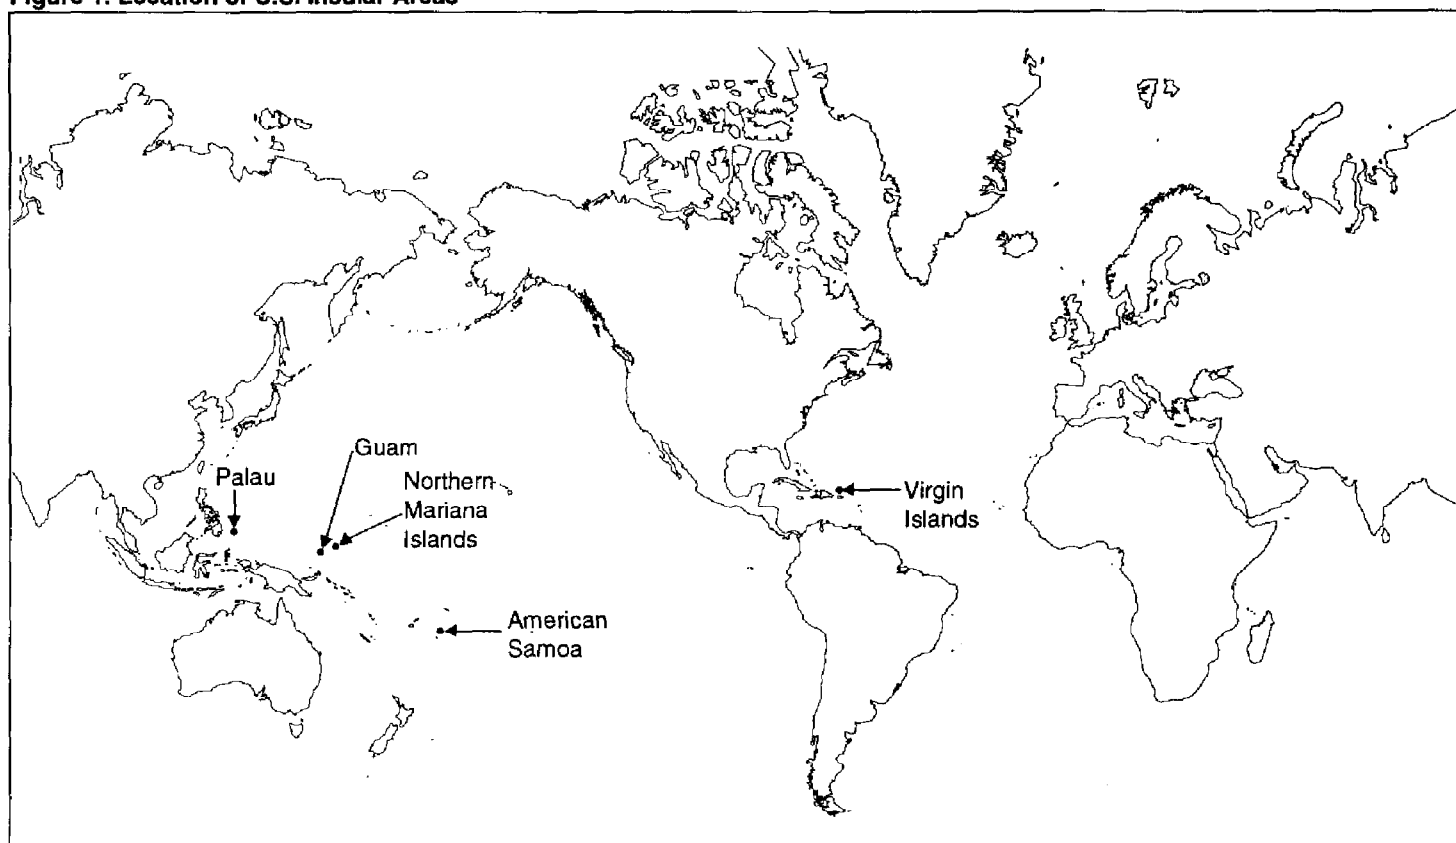 Figure 1: Location of U.S. Insular Areas
Guam
Palau
Northern
Mariana
Islands
Virgin
Islands
American
Samoa